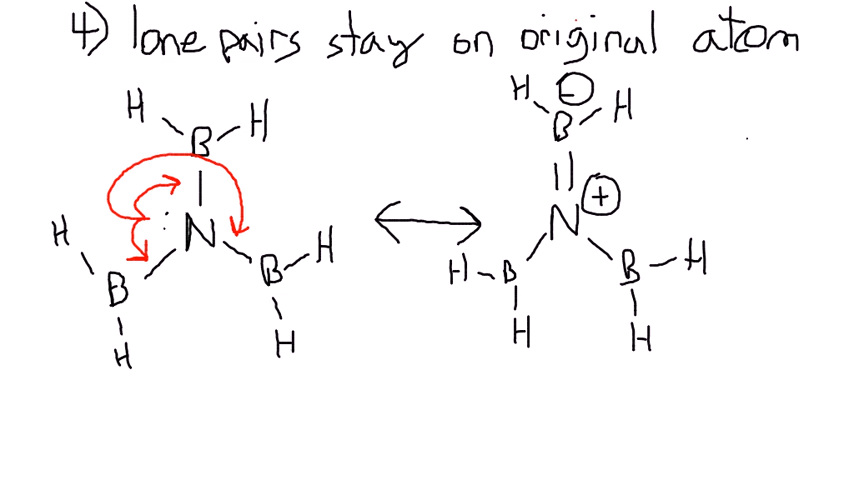 4) lone pairs stay on original atom
H H H -
B B H
N N +
H B H H B B H
B H H
H H H